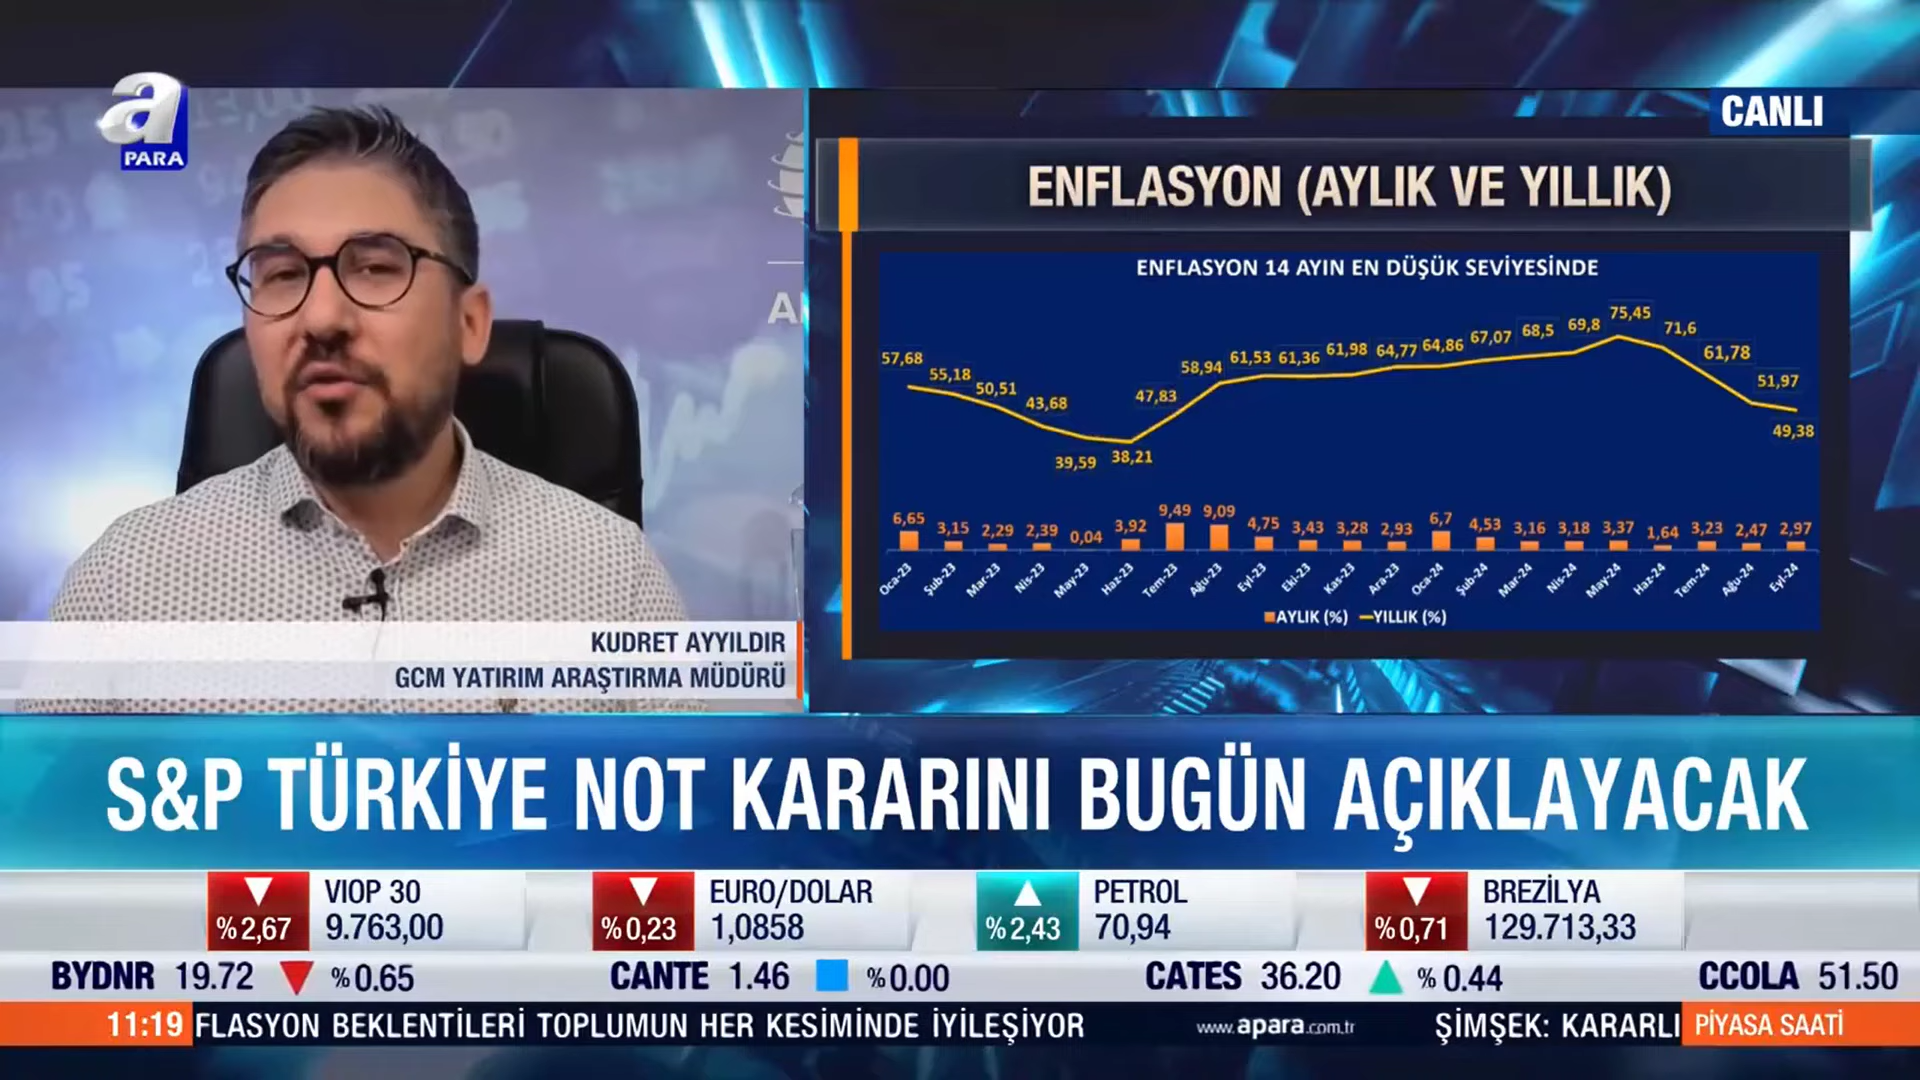 a
PARA
CANLI
ENFLASYON (AYLIK VE YILLIK)
ENFLASYON 14 AYIN EN DÜŞÜK SEVİYESİNDE
57,68 55,18 50,51 43,68 39,59 38,21 47,83 58,94 61,53 61,36 61,98 64,77 64,86 67,07 68,5 69,8 75,45 71,6 61,78 51,97 49,38
6,65 3,15 2,29 2,39 0,04 3,92 9,49 9,09 4,75 3,43 3,28 2,93 6,7 4,53 3,16 3,18 3,37 1,64 3,23 2,47 2,97
Oca-23 Şub-23 Mar-23 Nis-23 May-23 Haz-23 Tem-23 Ağu-23 Eyl-23 Eki-23 Kas-23 Ara-23 Oca-24 Şub-24 Mar-24 Nis-24 May-24 Haz-24 Tem-24 Ağu-24 Eyl-24
AYLIK (%) YILLIK (%)
KUDRET AYYILDIR
GCM YATIRIM ARAŞTIRMA MÜDÜRÜ
S&P TÜRKİYE NOT KARARINI BUGÜN AÇIKLAYACAK
%2,67 VIOP 30 9.763,00
%0,23 EURO/DOLAR 1,0858
%2,43 PETROL 70,94
%0,71 BREZİLYA 129.713,33
BYDNR 19.72 %0.65 CANTE 1.46 %0.00 CATES 36.20 %0.44 CCOLA 51.50
11:19 FLASYON BEKLENTİLERİ TOPLUMUN HER KESİMİNDE İYİLEŞİYOR www.apara.com.tr ŞİMŞEK: KARARLI PİYASA SAATİ